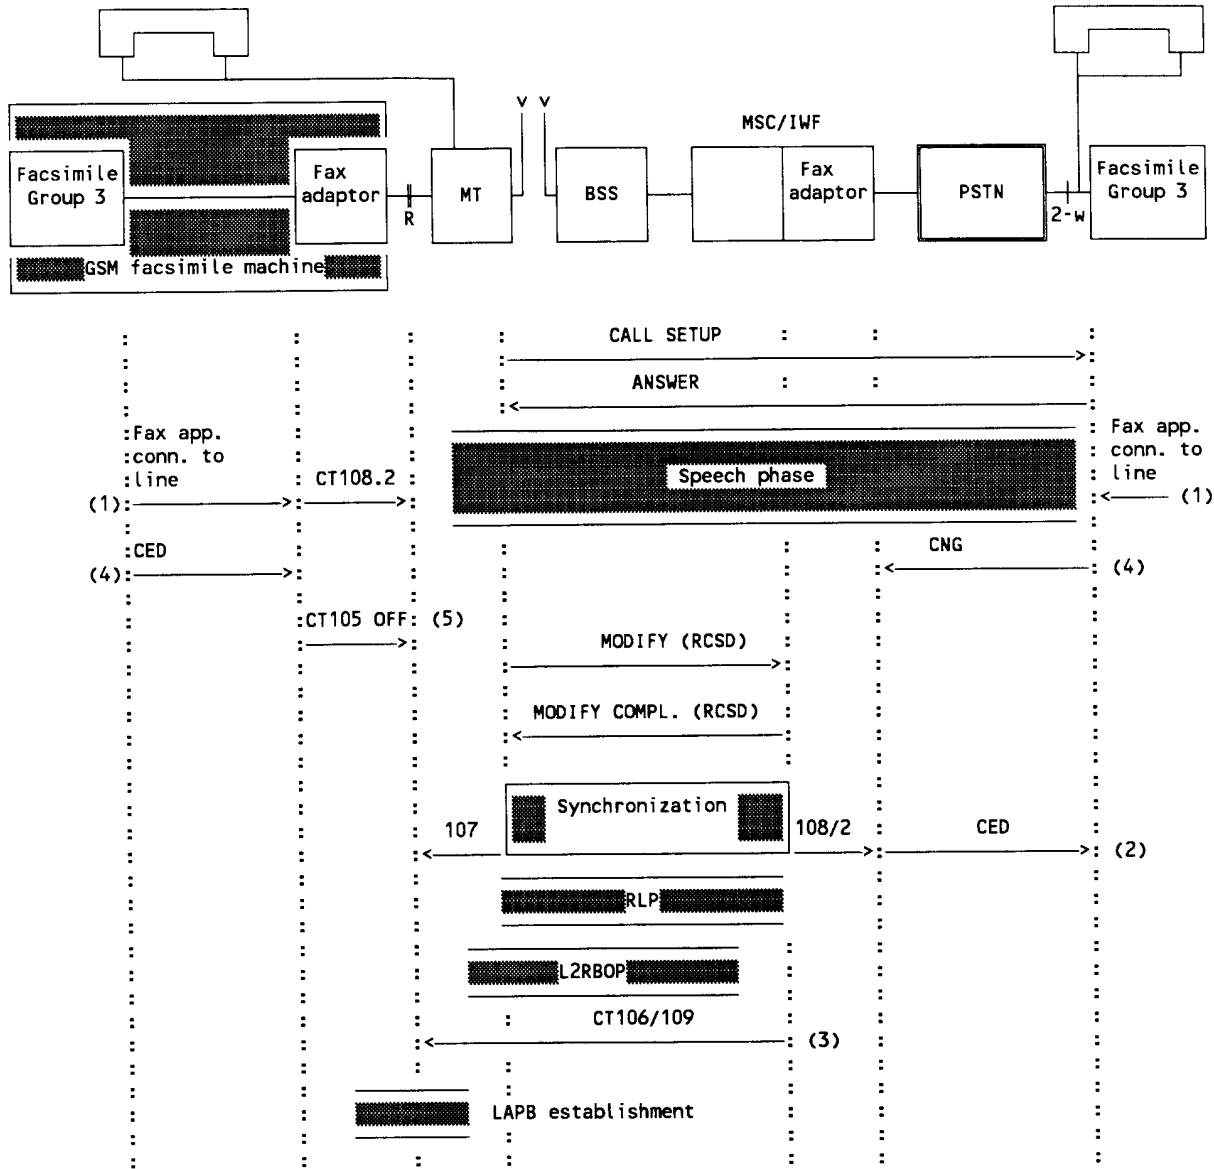 MSC/IWF
Facsimile
Group 3
Fax
adaptor
R
MT
BSS
Fax
adaptor
PSTN
2-w
Facsimile
Group 3
GSM facsimile machine
CALL SETUP
ANSWER
Fax app.
conn. to
line
(1)
CT108.2
Speech phase
Fax app.
conn. to
line
(1)
CED
(4)
CNG
(4)
CT105 OFF
(5)
MODIFY (RCSD)
MODIFY COMPL. (RCSD)
Synchronization
107
108/2
CED
(2)
RLP
L2RBOP
CT106/109
(3)
LAPB establishment